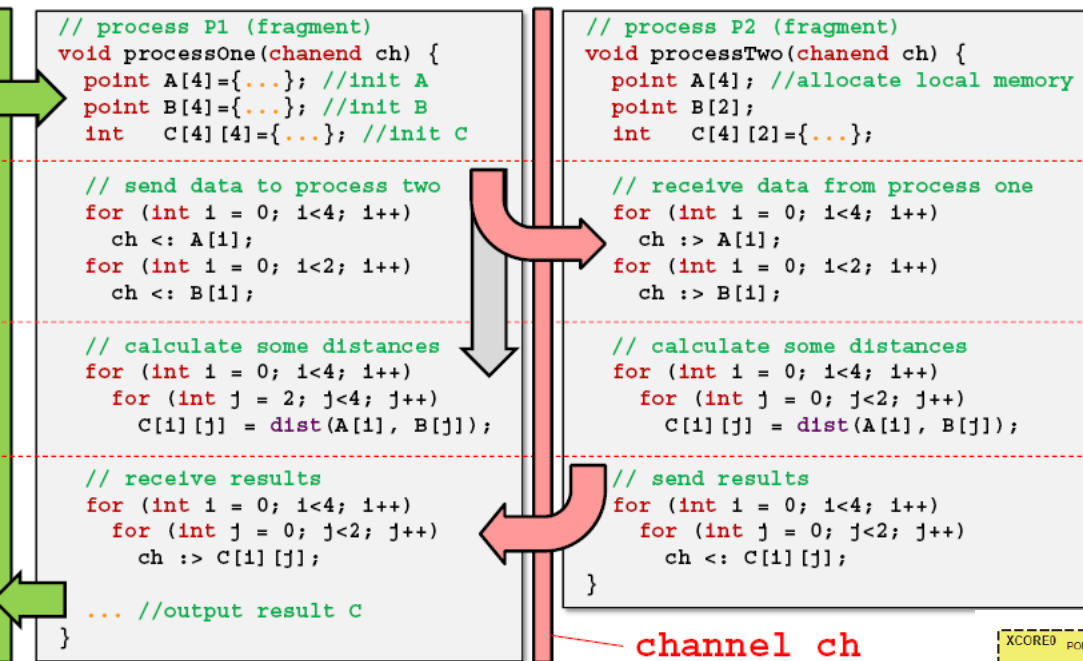 // process P1 (fragment)
void processOne(chanend ch) {
point A[4]={...}; //init A
point B[4]={...}; //init B
int C[4][4]={...}; //init C
// send data to process two
for (int i = 0; i<4; i++)
ch <: A[i];
for (int i = 0; i<2; i++)
ch <: B[i];
// calculate some distances
for (int i = 0; i<4; i++)
for (int j = 2; j<4; j++)
C[i][j] = dist(A[i], B[j]);
// receive results
for (int i = 0; i<4; i++)
for (int j = 0; j<2; j++)
ch :> C[i][j];
... //output result C
}
// process P2 (fragment)
void processTwo(chanend ch) {
point A[4]; //allocate local memory
point B[2];
int C[4][2]={...};
// receive data from process one
for (int i = 0; i<4; i++)
ch :> A[i];
for (int i = 0; i<2; i++)
ch :> B[i];
// calculate some distances
for (int i = 0; i<4; i++)
for (int j = 0; j<2; j++)
C[i][j] = dist(A[i], B[j]);
// send results
for (int i = 0; i<4; i++)
for (int j = 0; j<2; j++)
ch <: C[i][j];
}
channel ch
XCORE0